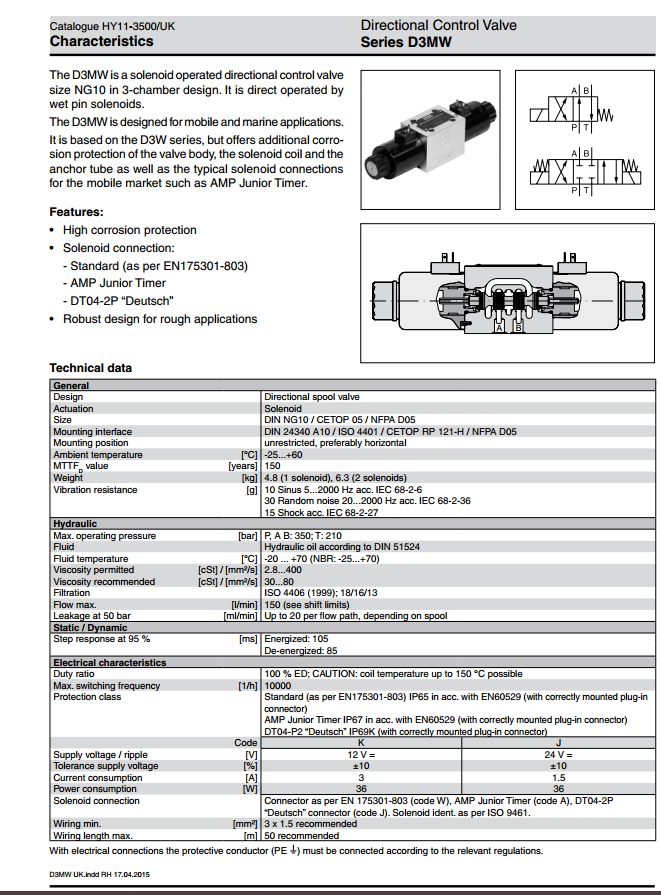 Catalogue HY11-3500/UK
Characteristics
Directional Control Valve
Series D3MW
The D3MW is a solenoid operated directional control valve
size NG10 in 3-chamber design. It is direct operated by
wet pin solenoids.
The D3MW is designed for mobile and marine applications.
It is based on the D3W series, but offers additional corro-
sion protection of the valve body, the solenoid coil and the
anchor tube as well as the typical solenoid connections
for the mobile market such as AMP Junior Timer.
Features:
• High corrosion protection
• Solenoid connection:
- Standard (as per EN175301-803)
- AMP Junior Timer
- DT04-2P “Deutsch”
• Robust design for rough applications
A B
P T
A B
P T
A B
Technical data
General
Design Directional spool valve
Actuation Solenoid
Size DIN NG10 / CETOP 05 / NFPA D05
Mounting interface DIN 24340 A10 / ISO 4401 / CETOP RP 121-H / NFPA D05
Mounting position unrestricted, preferably horizontal
Ambient temperature [°C] -25...+60
MTTFD value [years] 150
Weight [kg] 4.8 (1 solenoid), 6.3 (2 solenoids)
Vibration resistance [g] 10 Sinus 5...2000 Hz acc. IEC 68-2-6
30 Random noise 20...2000 Hz acc. IEC 68-2-36
15 Shock acc. IEC 68-2-27
Hydraulic
Max. operating pressure [bar] P, A B: 350; T: 210
Fluid Hydraulic oil according to DIN 51524
Fluid temperature [°C] -20 ... +70 (NBR: -25...+70)
Viscosity permitted [cSt] / [mm²/s] 2.8...400
Viscosity recommended [cSt] / [mm²/s] 30...80
Filtration ISO 4406 (1999); 18/16/13
Flow max. [l/min] 150 (see shift limits)
Leakage at 50 bar [ml/min] Up to 20 per flow path, depending on spool
Static / Dynamic
Step response at 95 % [ms] Energized: 105
De-energized: 85
Electrical characteristics
Duty ratio 100 % ED; CAUTION: coil temperature up to 150 °C possible
Max. switching frequency [1/h] 10000
Protection class Standard (as per EN175301-803) IP65 in acc. with EN60529 (with correctly mounted plug-in
connector)
AMP Junior Timer IP67 in acc. with EN60529 (with correctly mounted plug-in connector)
DT04-P2 “Deutsch” IP69K (with correctly mounted plug-in connector)
Code K J
Supply voltage / ripple [V] 12 V = 24 V =
Tolerance supply voltage [%] ±10 ±10
Current consumption [A] 3 1.5
Power consumption [W] 36 36
Solenoid connection Connector as per EN 175301-803 (code W), AMP Junior Timer (code A), DT04-2P
“Deutsch” connector (code J). Solenoid ident. as per ISO 9461.
Wiring min. [mm²] 3 x 1.5 recommended
Wiring length max. [m] 50 recommended
With electrical connections the protective conductor (PE ⏚) must be connected according to the relevant regulations.
D3MW UK.indd RH 17.04.2015